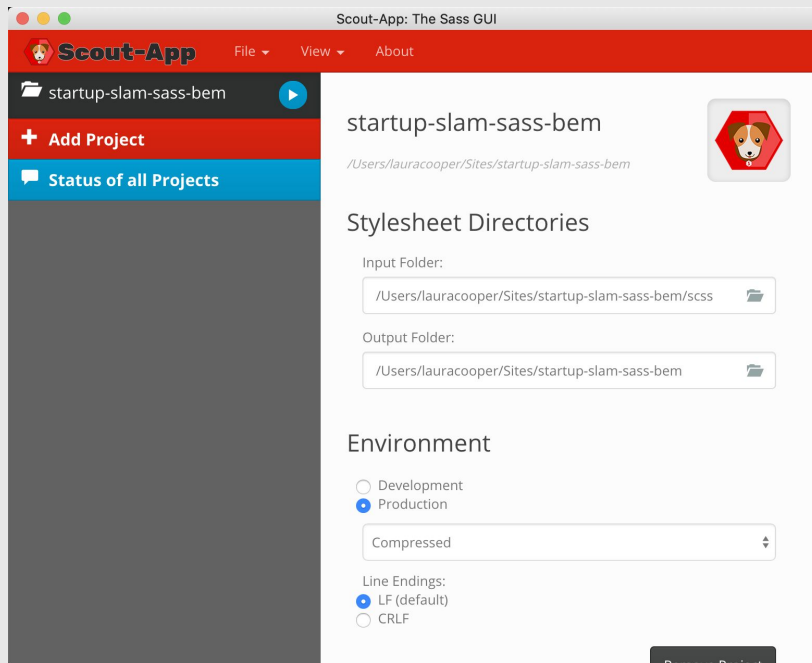 Scout-App: The Sass GUI
Scout-App File View About
startup-slam-sass-bem
Add Project
Status of all Projects
startup-slam-sass-bem
/Users/lauracooper/Sites/startup-slam-sass-bem
Stylesheet Directories
Input Folder:
/Users/lauracooper/Sites/startup-slam-sass-bem/scss
Output Folder:
/Users/lauracooper/Sites/startup-slam-sass-bem
Environment
Development
Production
Compressed
Line Endings:
LF (default)
CRLF